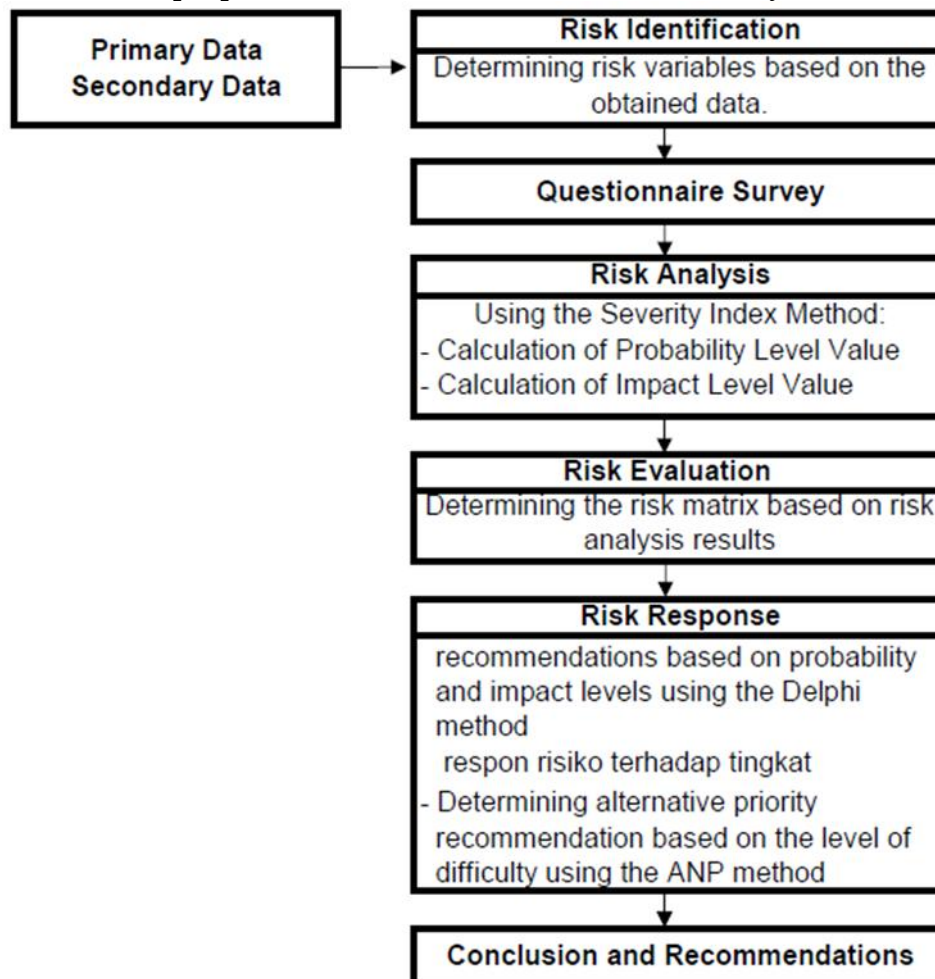 Primary Data
Secondary Data
Risk Identification
Determining risk variables based on the
obtained data.
Questionnaire Survey
Risk Analysis
Using the Severity Index Method:
- Calculation of Probability Level Value
- Calculation of Impact Level Value
Risk Evaluation
Determining the risk matrix based on risk
analysis results
Risk Response
recommendations based on probability
and impact levels using the Delphi
method
respon risiko terhadap tingkat
- Determining alternative priority
recommendation based on the level of
difficulty using the ANP method
Conclusion and Recommendations